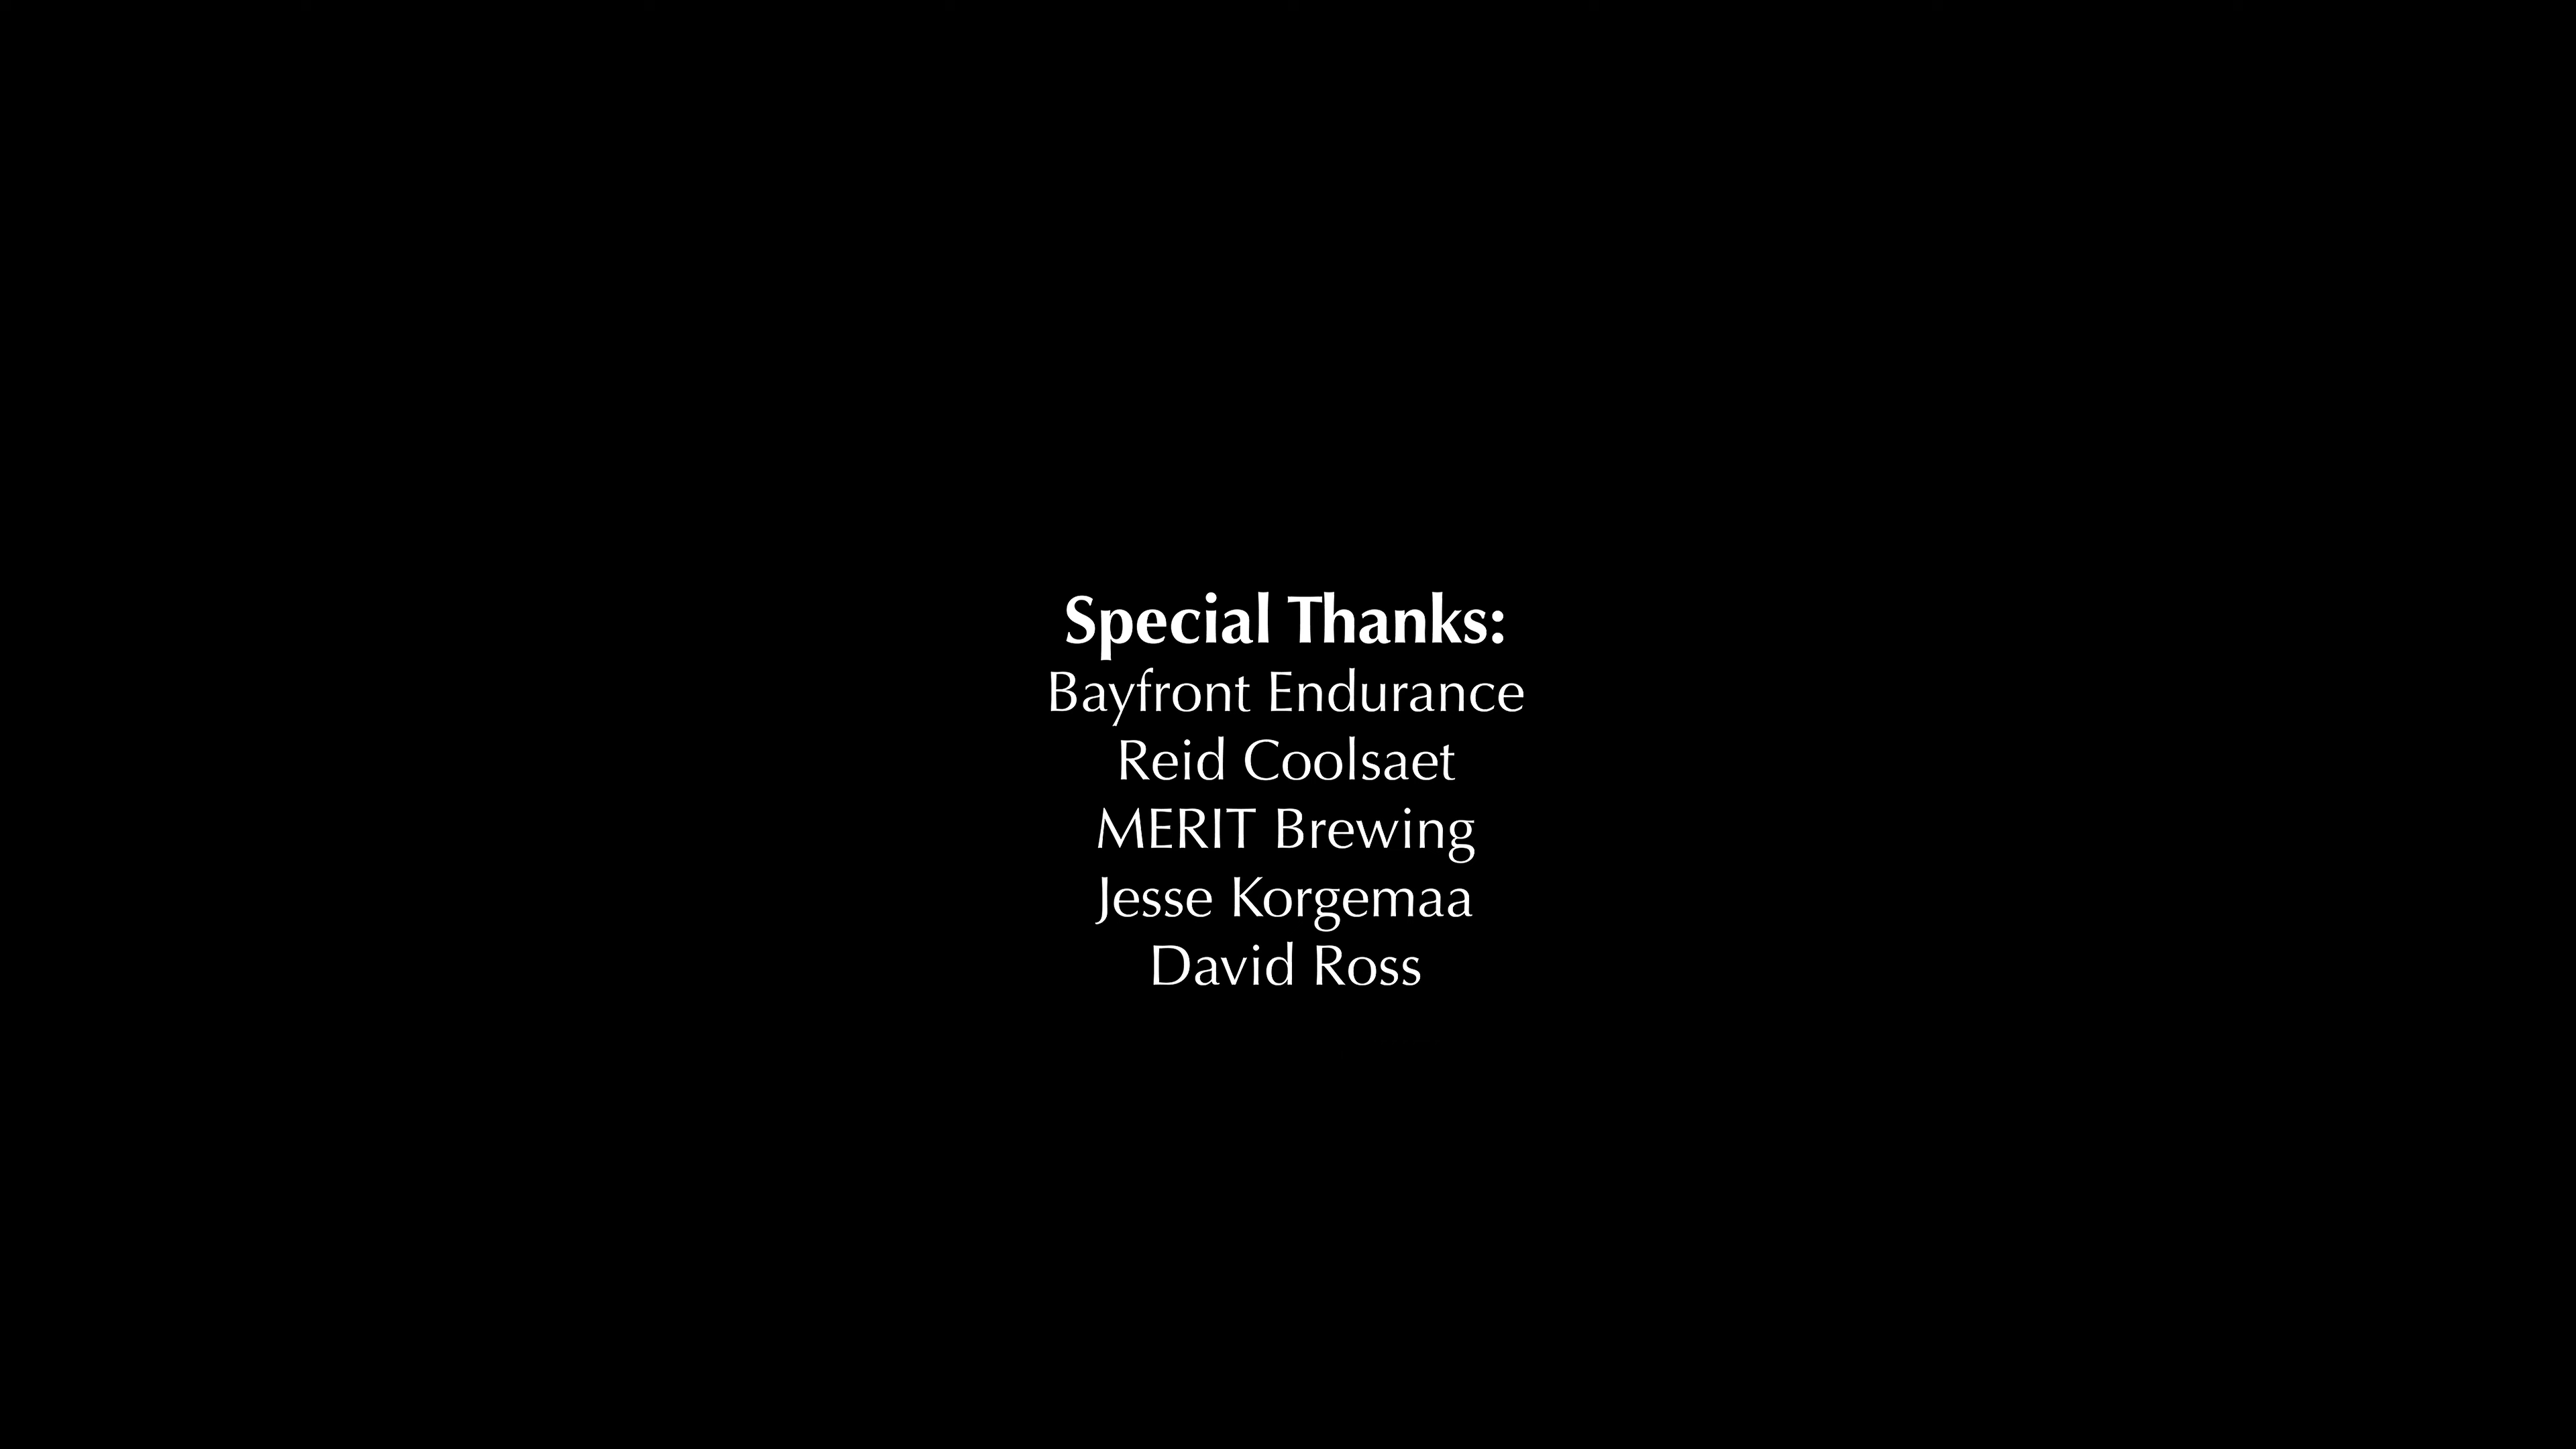 Special Thanks:
Bayfront Endurance
Reid Coolsaet
MERIT Brewing
Jesse Korgemaa
David Ross